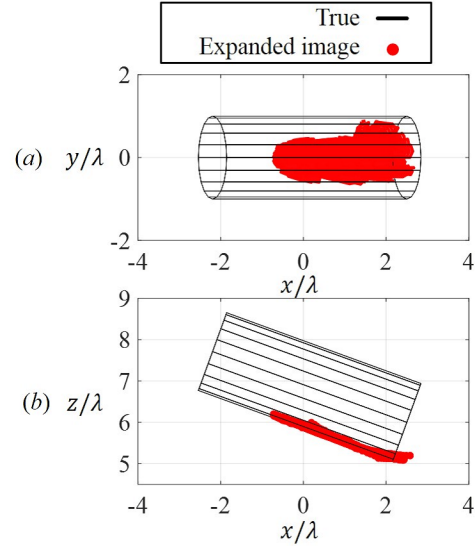 True
Expanded image
2
(a) y/λ 0
-2
-4 -2 0 2 4
x/λ
9
8
(b) z/λ 7
6
5
-4 -2 0 2 4
x/λ